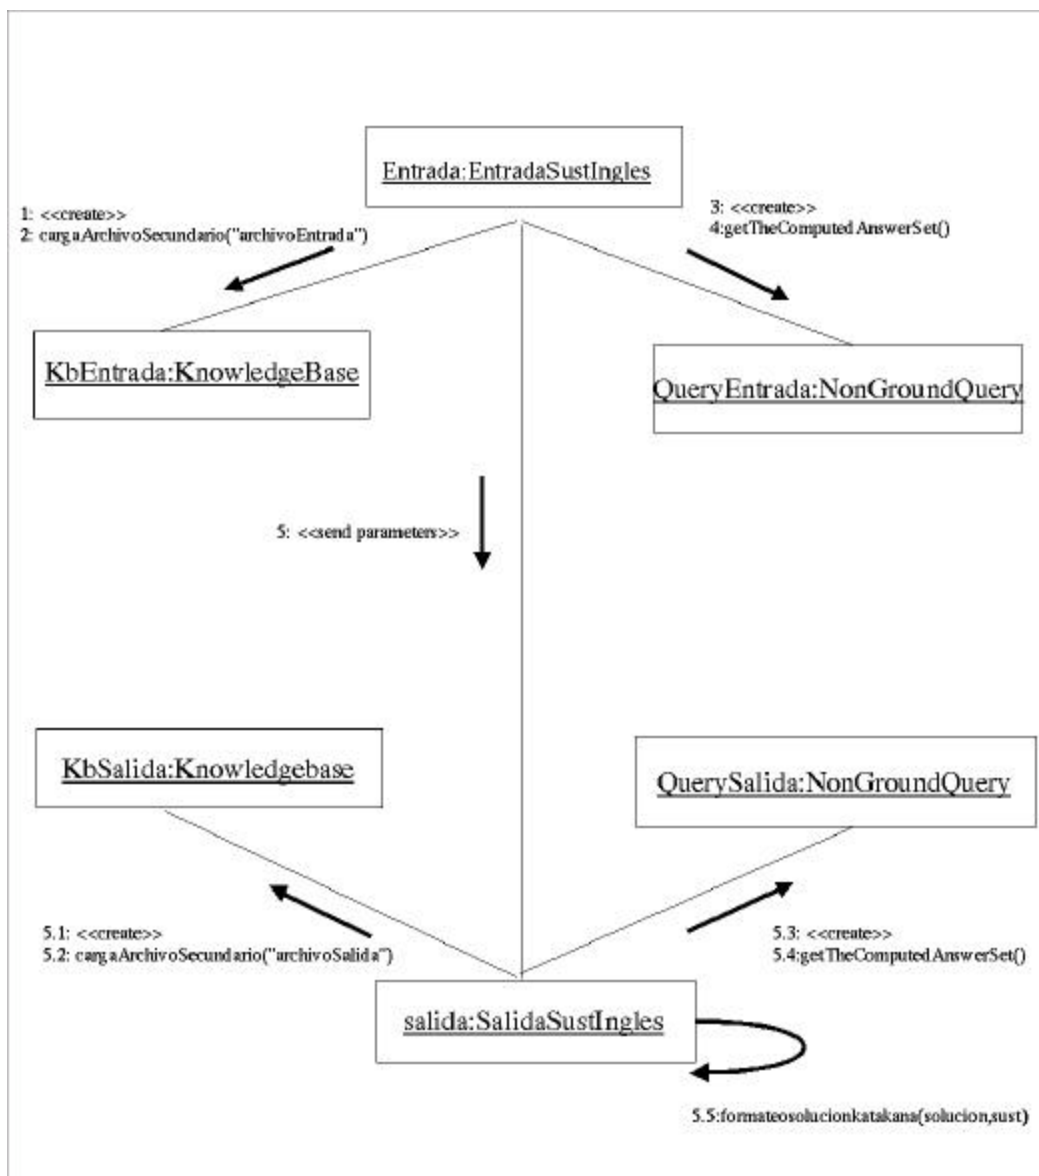 Entrada:EntradaSustIngles
1: <<create>>
2: cargaArchivoSecundario("archivoEntrada")
3: <<create>>
4:getTheComputedAnswerSet()
KbEntrada:KnowledgeBase
QueryEntrada:NonGroundQuery
5: <<send parameters>>
KbSalida:Knowledgebase
QuerySalida:NonGroundQuery
5.1: <<create>>
5.2: cargaArchivoSecundario("archivoSalida")
5.3: <<create>>
5.4:getTheComputedAnswerSet()
salida:SalidaSustIngles
5.5:formateosolucionkatakana(solucion,sust)